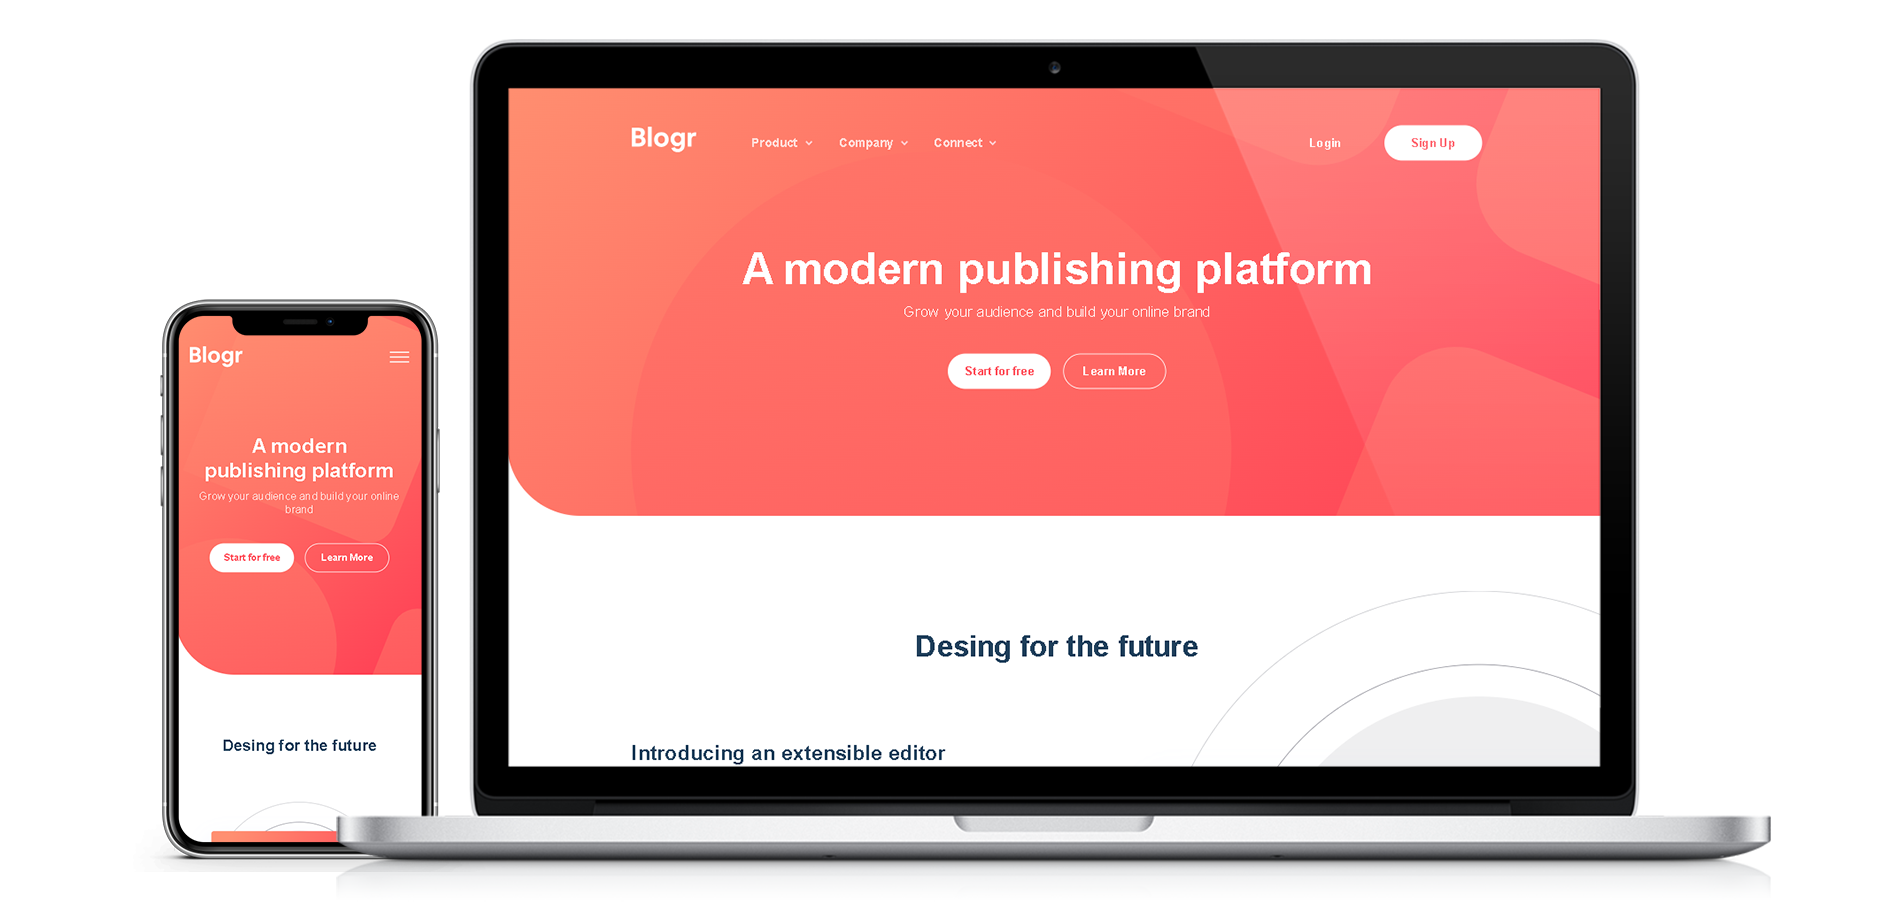 Blogr
A modern
publishing platform
Grow your audience and build your online
brand
Start for free Learn More
Desing for the future
Blogr Product Company Connect Login Sign Up
A modern publishing platform
Grow your audience and build your online brand
Start for free Learn More
Desing for the future
Introducing an extensible editor